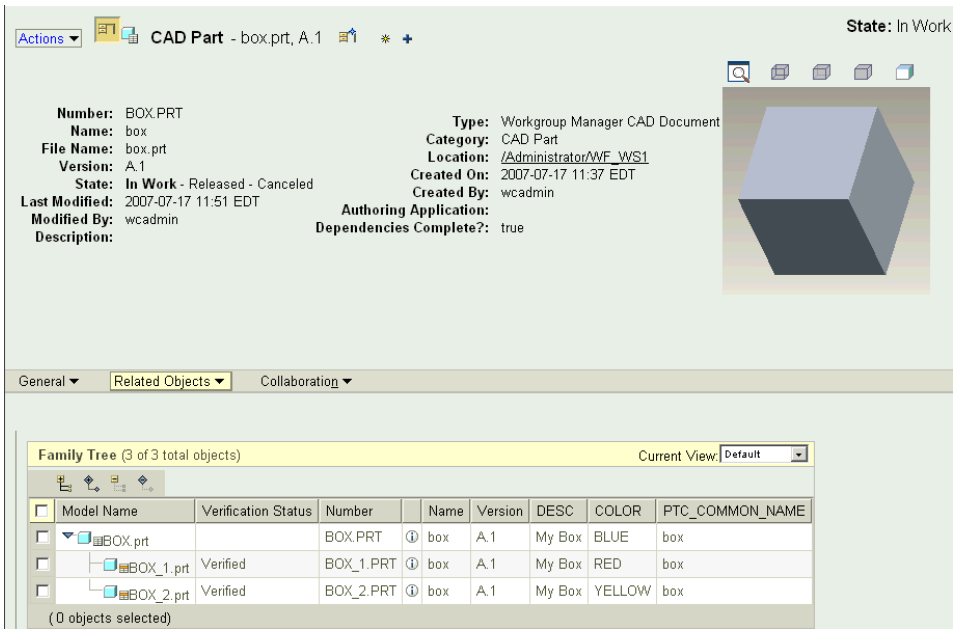 Actions
CAD Part - box.prt, A.1
State: In Work
Number: BOX.PRT
Name: box
File Name: box.prt
Version: A.1
State: In Work - Released - Canceled
Last Modified: 2007-07-17 11:51 EDT
Modified By: wcadmin
Description:
Type: Workgroup Manager CAD Document
Category: CAD Part
Location: /Administrator/WF_WS1
Created On: 2007-07-17 11:37 EDT
Created By: wcadmin
Authoring Application:
Dependencies Complete?: true
General Related Objects Collaboration
Family Tree (3 of 3 total objects) Current View: Default
Model Name Verification Status Number Name Version DESC COLOR PTC_COMMON_NAME
BOX.prt BOX.PRT box A.1 My Box BLUE box
BOX_1.prt Verified BOX_1.PRT box A.1 My Box RED box
BOX_2.prt Verified BOX_2.PRT box A.1 My Box YELLOW box
(0 objects selected)